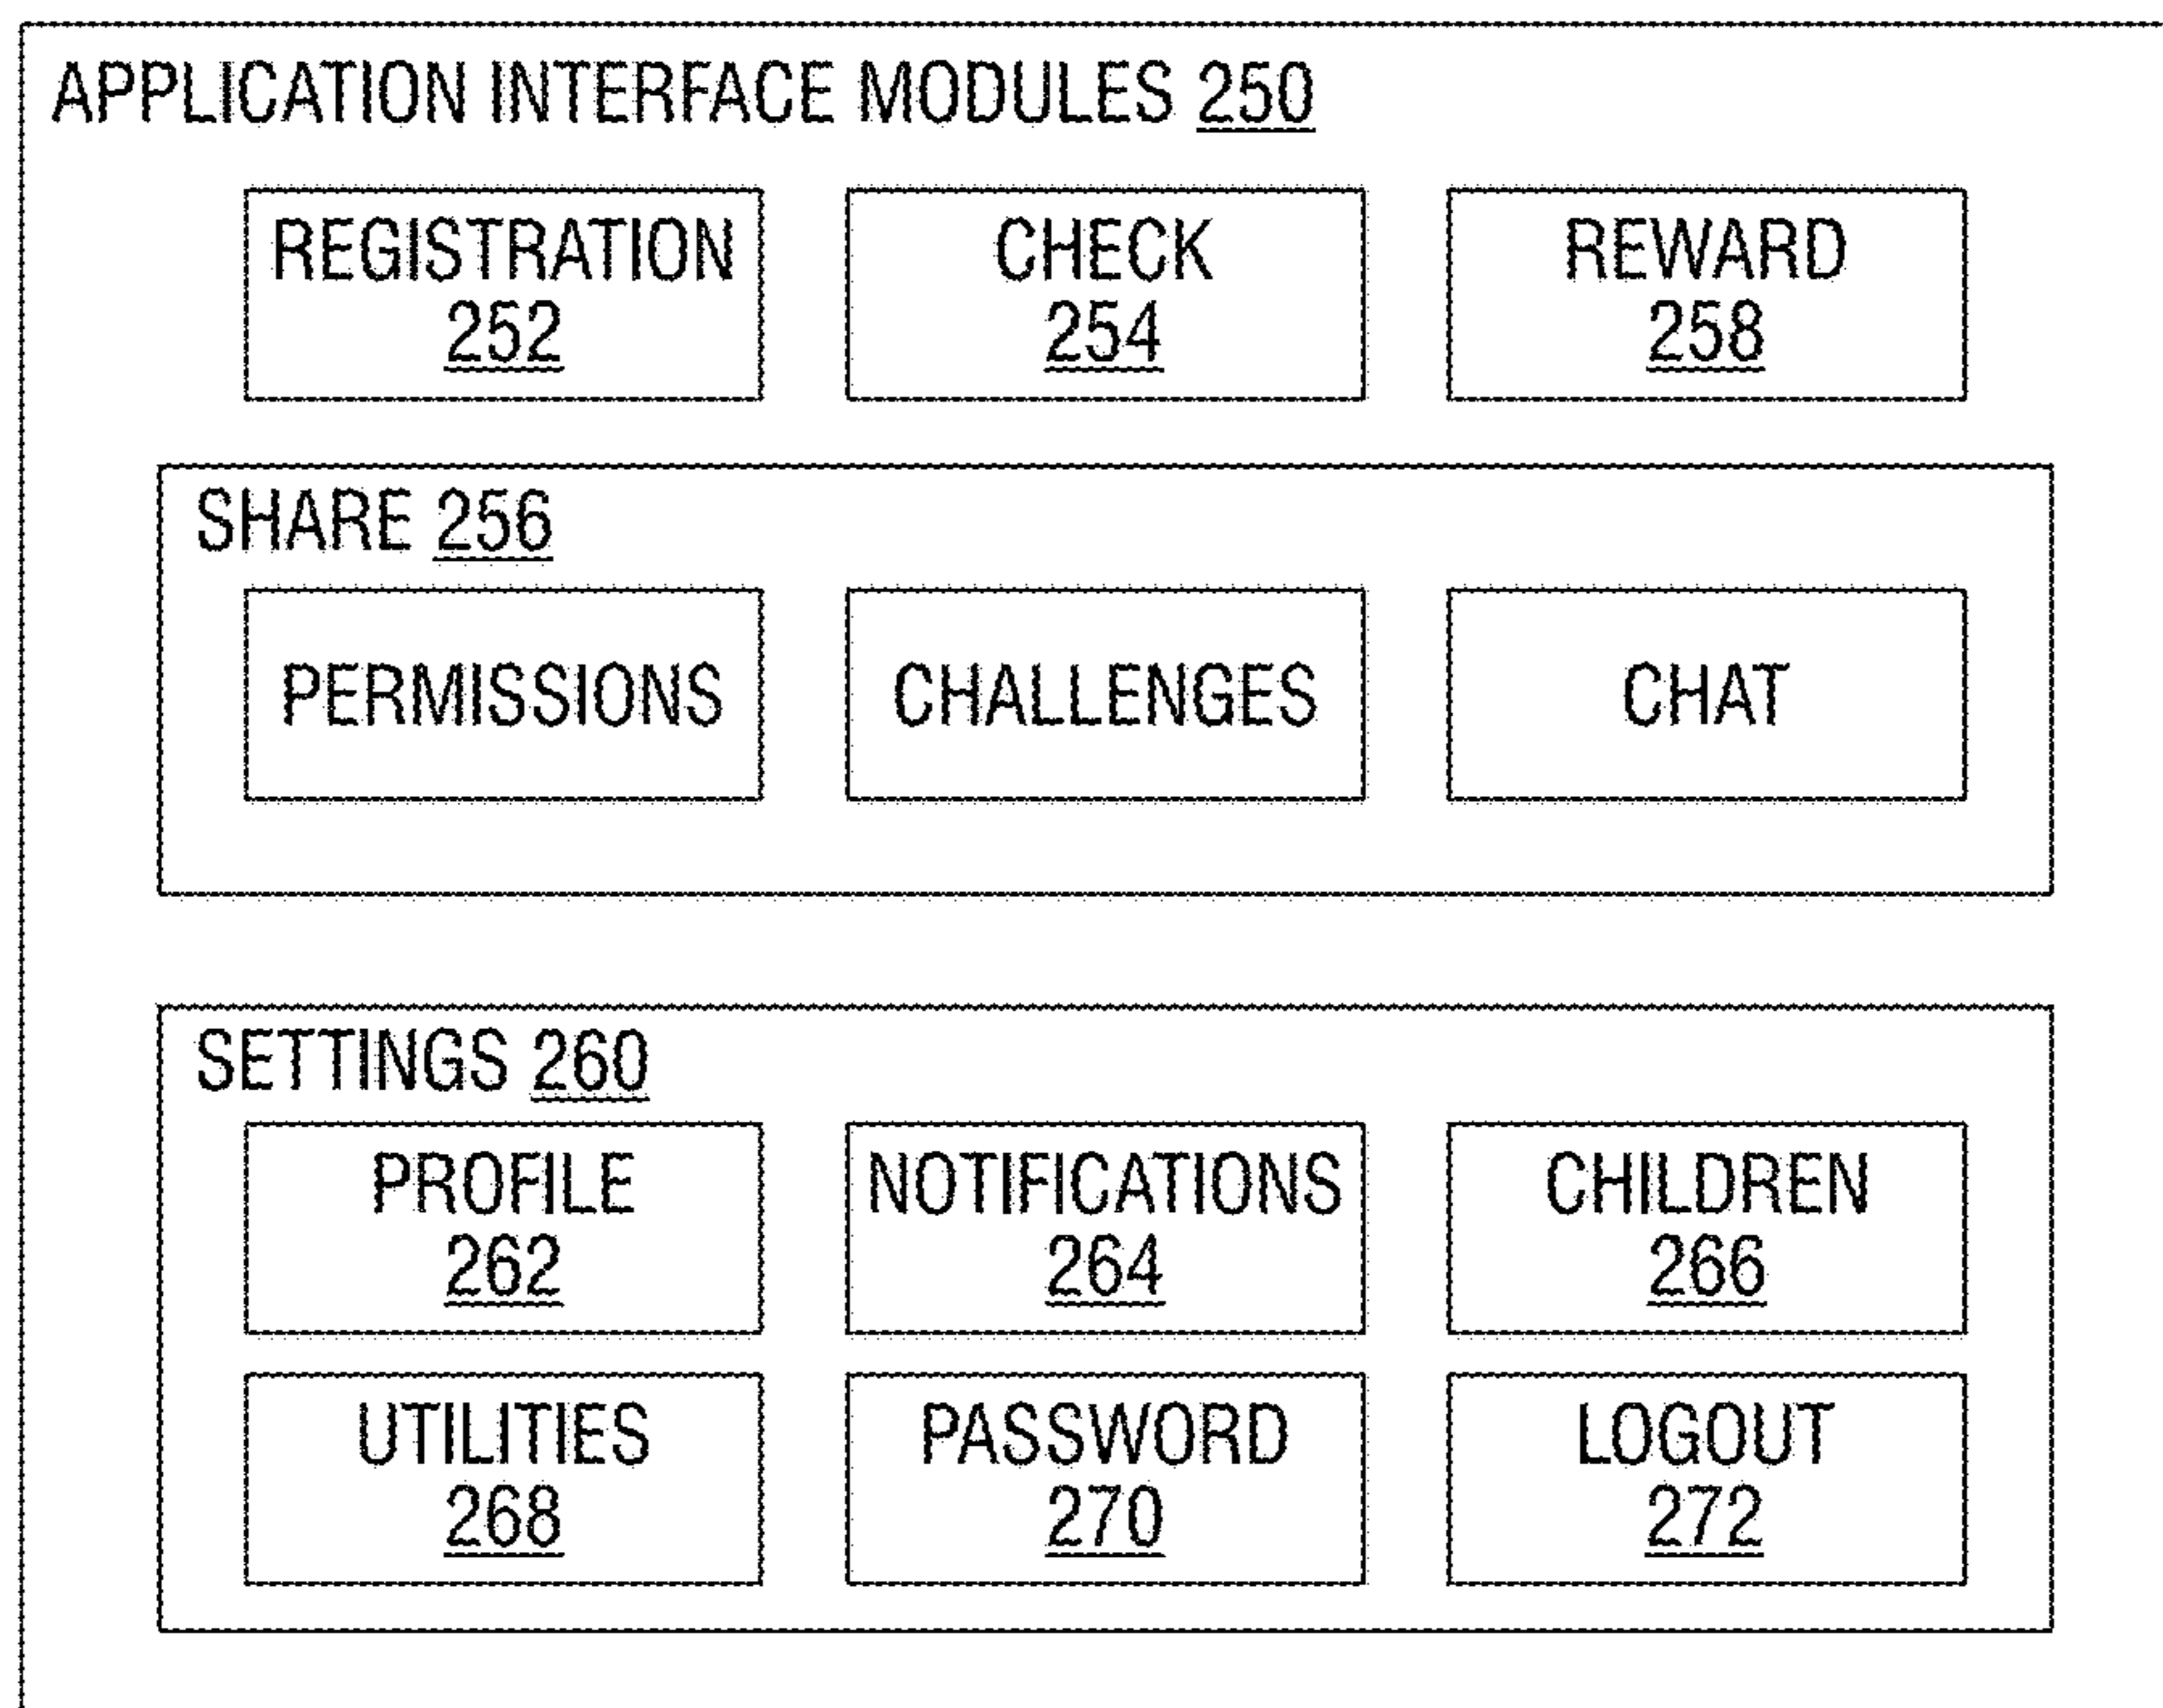 APPLICATION INTERFACE MODULES 250
REGISTRATION
252
CHECK
254
REWARD
258
SHARE 256
PERMISSIONS
CHALLENGES
CHAT
SETTINGS 260
PROFILE
262
NOTIFICATIONS
264
CHILDREN
266
UTILITIES
268
PASSWORD
270
LOGOUT
272